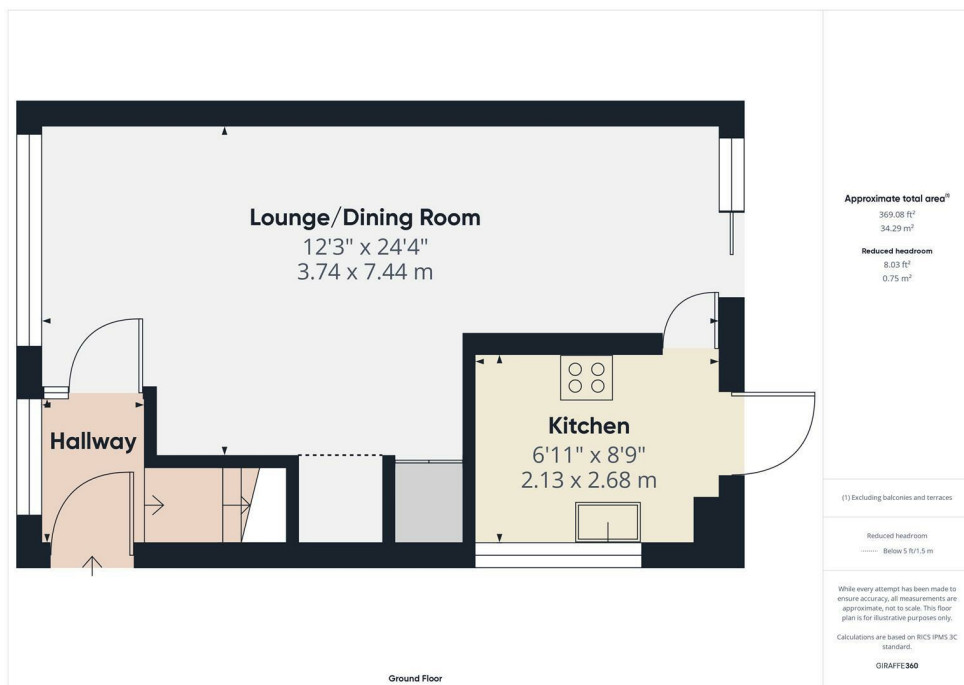 Lounge/Dining Room
12'3" x 24'4"
3.74 x 7.44 m
Hallway
Kitchen
6'11" x 8'9"
2.13 x 2.68 m
Ground Floor
Approximate total area⁽¹⁾
369.08 ft²
34.29 m²
Reduced headroom
8.03 ft²
0.75 m²
(1) Excluding balconies and terraces
Reduced headroom
Below 5 ft/1.5 m
While every attempt has been made to
ensure accuracy, all measurements are
approximate, not to scale. This floor
plan is for illustrative purposes only.
Calculations are based on RICS IPMS 3C
standard.
GIRAFFE360